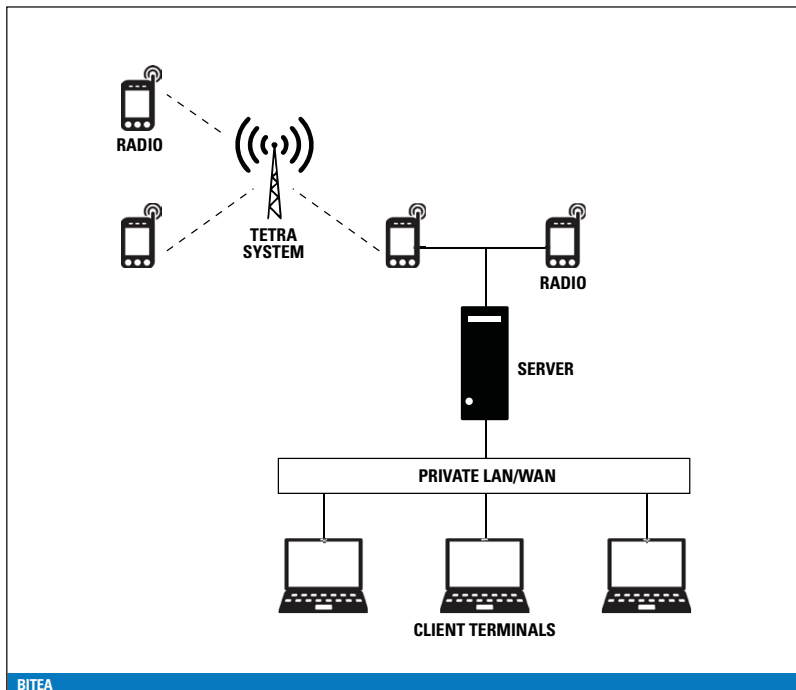 RADIO
TETRA
SYSTEM
RADIO
SERVER
PRIVATE LAN/WAN
CLIENT TERMINALS
BITEA